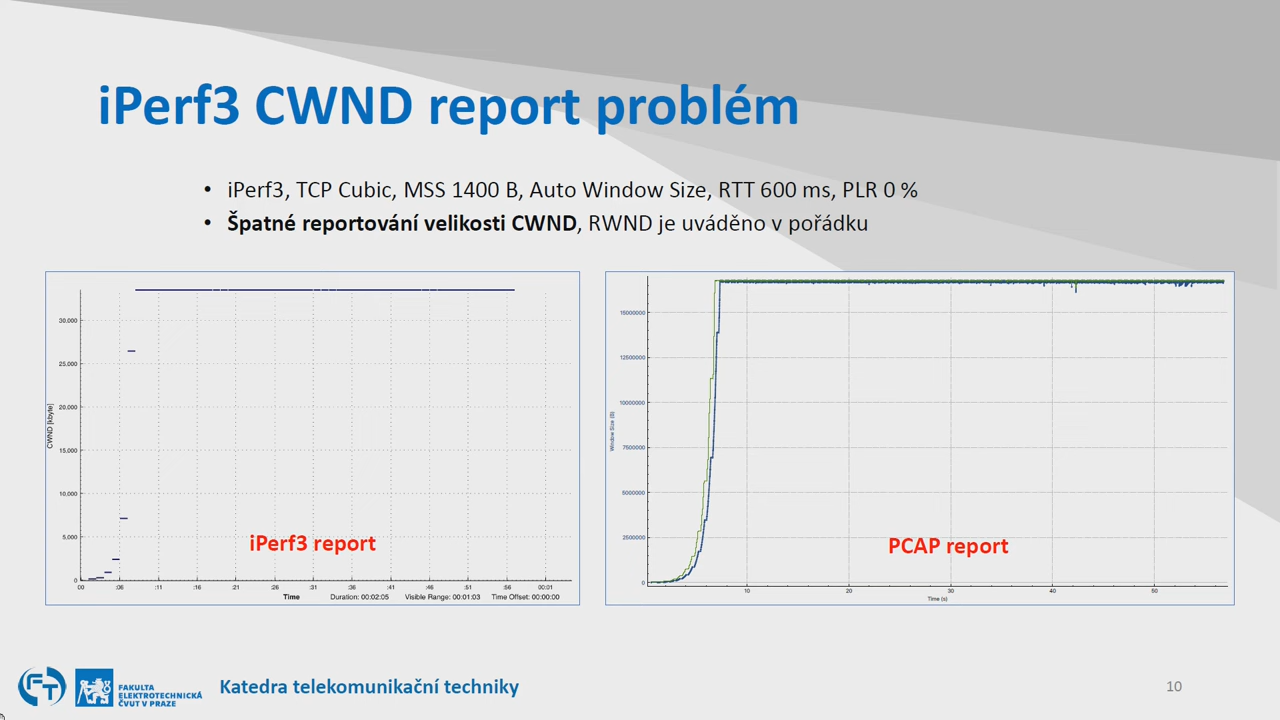 iPerf3 CWND report problém
• iPerf3, TCP Cubic, MSS 1400 B, Auto Window Size, RTT 600 ms, PLR 0 %
• Špatné reportování velikosti CWND, RWND je uváděno v pořádku
CWND [kbyte]
30,000
25,000
20,000
15,000
10,000
5,000
0
:00 :06 :11 :16 :21 :26 :31 :36 :41 :46 :51 :56 00:01
Time Duration: 00:02:05 Visible Range: 00:01:03 Time Offset: 00:00:00
iPerf3 report
Window Size (B)
15000000
12500000
10000000
7500000
5000000
2500000
0
10 20 30 40 50
Time (s)
PCAP report
FT
FAKULTA
ELEKTROTECHNICKÁ
ČVUT V PRAZE
Katedra telekomunikační techniky
10